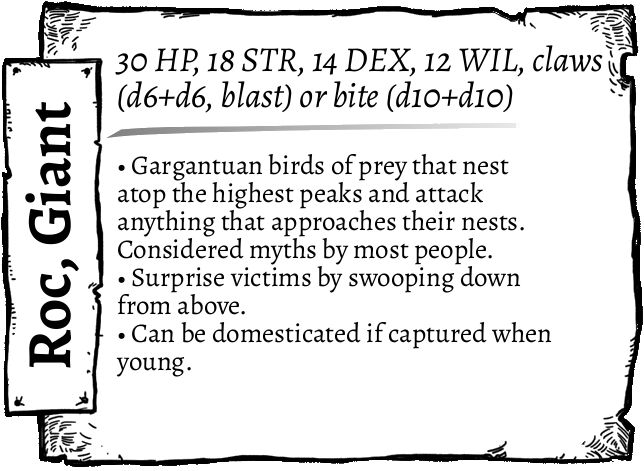 Roc, Giant
30 HP, 18 STR, 14 DEX, 12 WIL, claws
(d6+d6, blast) or bite (d10+d10)
• Gargantuan birds of prey that nest
atop the highest peaks and attack
anything that approaches their nests.
Considered myths by most people.
• Surprise victims by swooping down
from above.
• Can be domesticated if captured when
young.